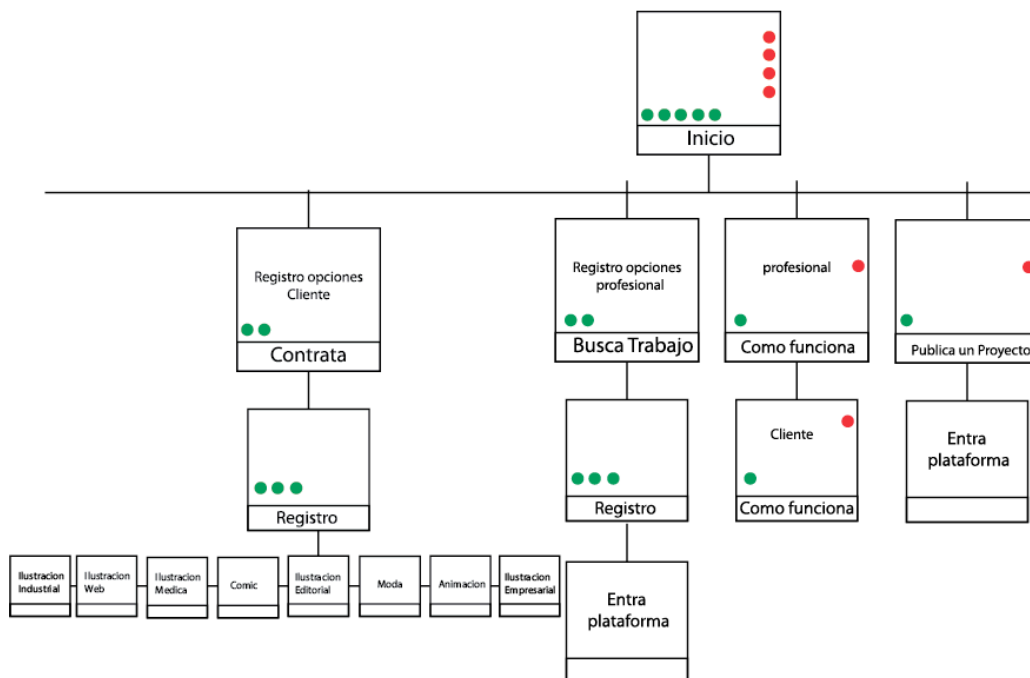 Inicio
Registro opciones
Cliente
Contrata
Registro opciones
profesional
Busca Trabajo
profesional
Como funciona
Publica un Proyecto
Registro
Registro
Cliente
Como funciona
Entra
plataforma
Ilustracion
Industrial
Ilustracion
Web
Ilustracion
Medica
Comic
Ilustracion
Editorial
Moda
Animacion
Ilustracion
Empresarial
Entra
plataforma